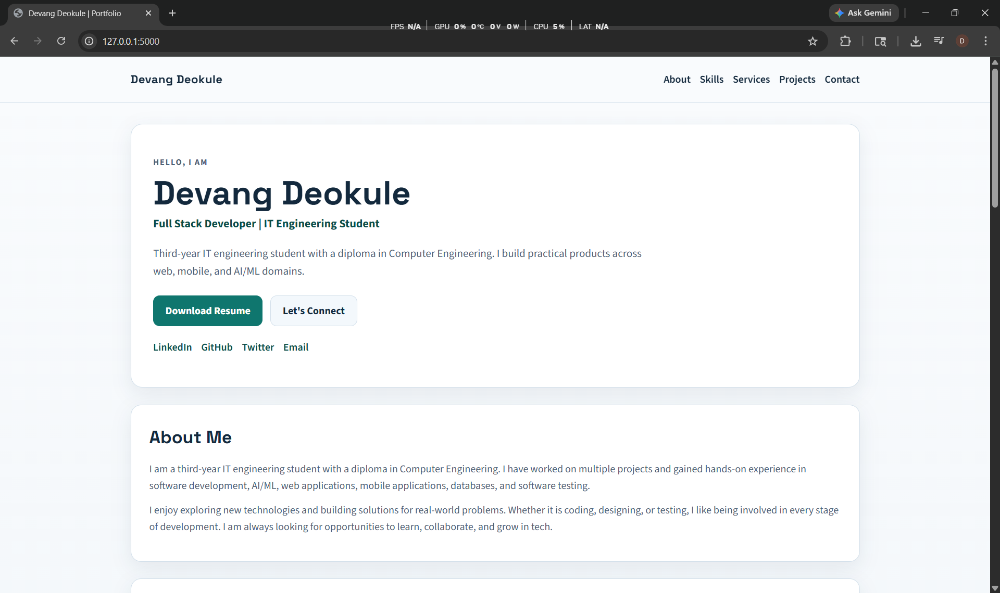 Devang Deokule | Portfolio
Ask Gemini
FPS N/A GPU 0% 0°C 0V 0W CPU 5% LAT N/A
127.0.0.1:5000
D
Devang Deokule
About Skills Services Projects Contact
HELLO, I AM
Devang Deokule
Full Stack Developer | IT Engineering Student
Third-year IT engineering student with a diploma in Computer Engineering. I build practical products across
web, mobile, and AI/ML domains.
Download Resume Let's Connect
LinkedIn GitHub Twitter Email
About Me
I am a third-year IT engineering student with a diploma in Computer Engineering. I have worked on multiple projects and gained hands-on experience in
software development, AI/ML, web applications, mobile applications, databases, and software testing.
I enjoy exploring new technologies and building solutions for real-world problems. Whether it is coding, designing, or testing, I like being involved in every stage
of development. I am always looking for opportunities to learn, collaborate, and grow in tech.